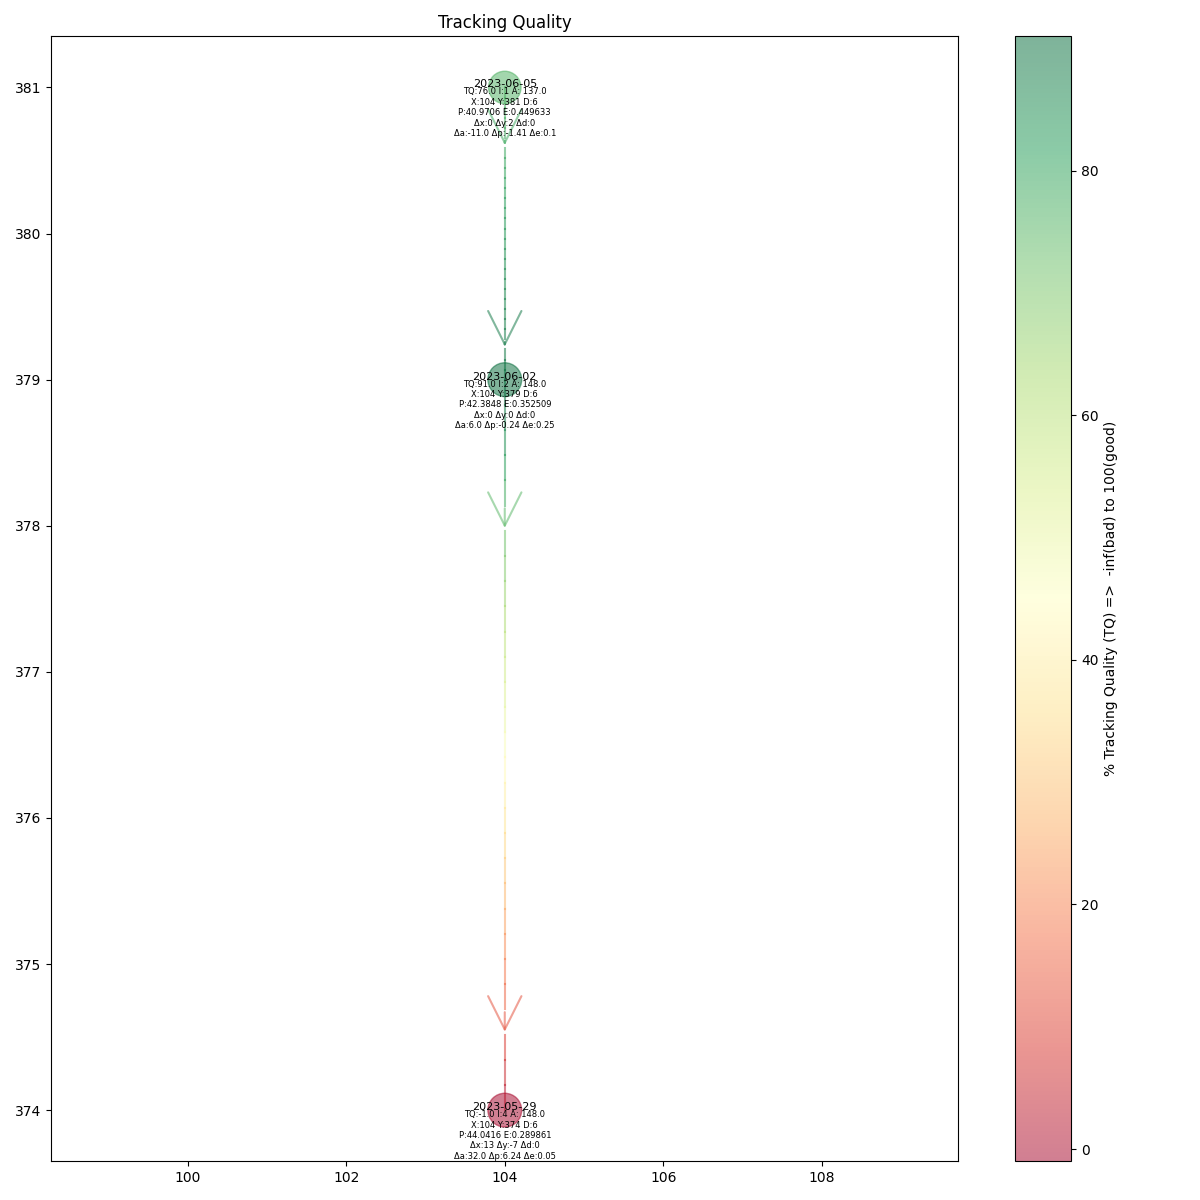 Tracking Quality
381
380
379
378
377
376
375
374
100
102
104
106
108
2023-06-05
TQ:76.0 I:1 A: 137.0
X:104 Y:381 D:6
P:40.9706 E:0.449633
Δx:0 Δy:2 Δd:0
Δa:-11.0 Δp:-1.41 Δe:0.1
2023-06-02
TQ:91.0 I:2 A: 148.0
X:104 Y:379 D:6
P:42.3848 E:0.352509
Δx:0 Δy:0 Δd:0
Δa:6.0 Δp:-0.24 Δe:0.25
2023-05-29
TQ:-1.0 I:4 A: 148.0
X:104 Y:374 D:6
P:44.0416 E:0.289861
Δx:13 Δy:-7 Δd:0
Δa:32.0 Δp:6.24 Δe:0.05
80
60
40
20
0
% Tracking Quality (TQ) => -inf(bad) to 100(good)